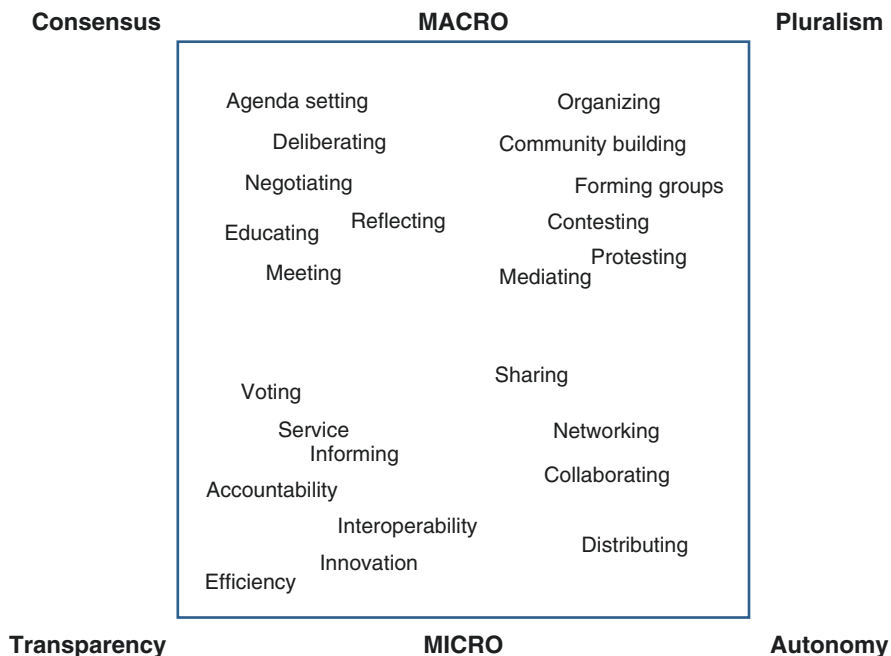 Consensus MACRO Pluralism
Agenda setting Organizing
Deliberating Community building
Negotiating Forming groups
Reflecting Contesting
Educating
Protesting
Meeting Mediating
Sharing
Voting
Service Networking
Informing
Collaborating
Accountability
Interoperability
Distributing
Innovation
Efficiency
Transparency MICRO Autonomy